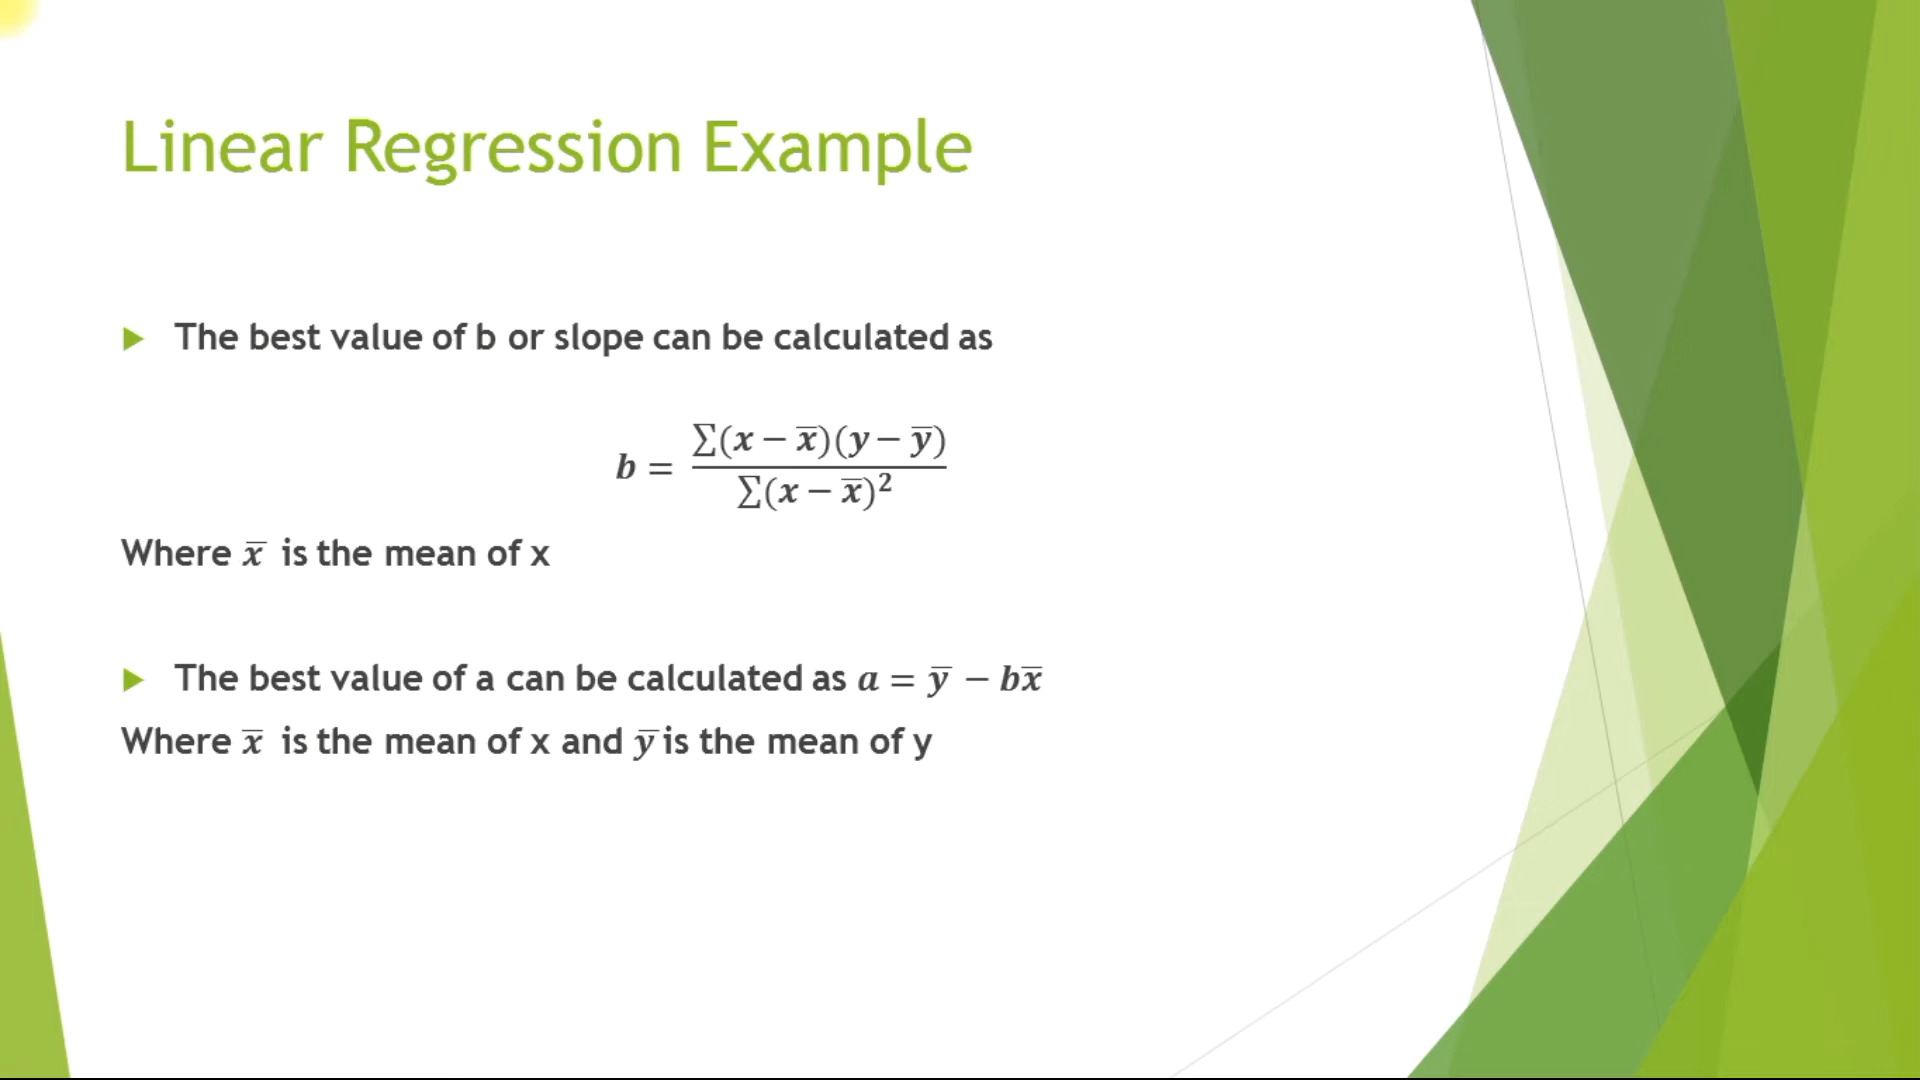 Linear Regression Example
The best value of b or slope can be calculated as
b = ∑(x − x̅)(y − y̅) / ∑(x − x̅)²
Where x̅ is the mean of x
The best value of a can be calculated as a = y̅ − bx̅
Where x̅ is the mean of x and y̅ is the mean of y